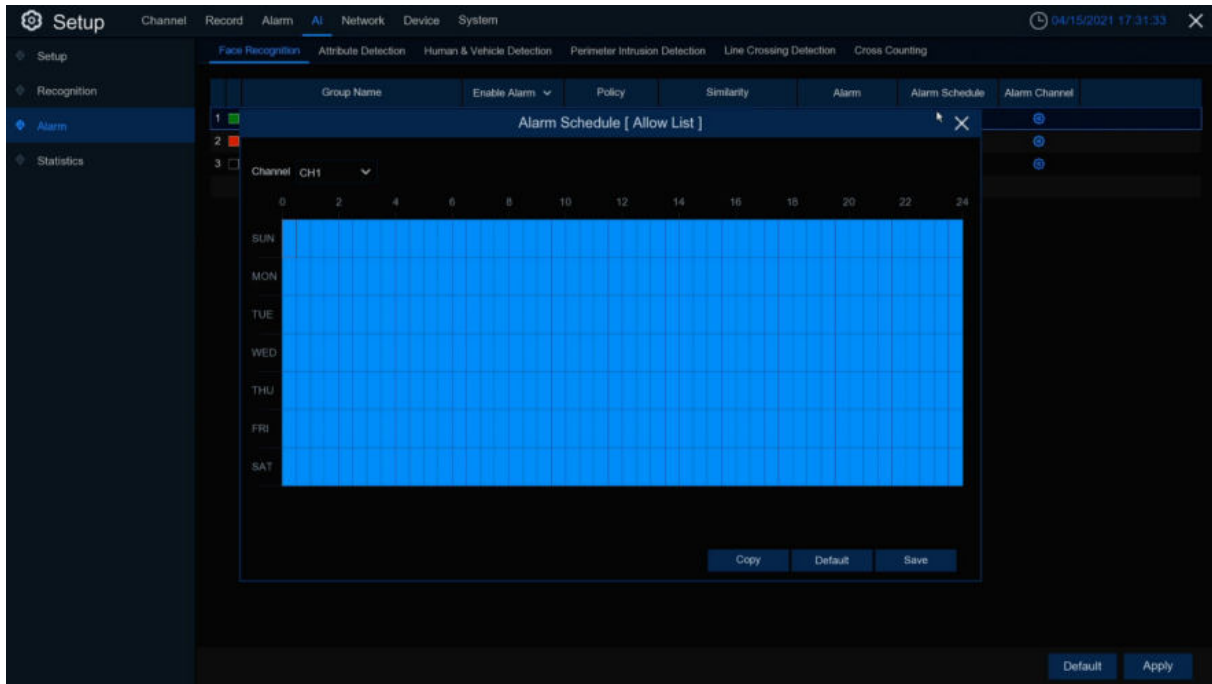 Setup Channel Record Alarm AI Network Device System 04/15/2021 17:31:33
Setup
Recognition
Alarm
Statistics
Face Recognition Attribute Detection Human & Vehicle Detection Perimeter Intrusion Detection Line Crossing Detection Cross Counting
Group Name Enable Alarm Policy Similarity Alarm Alarm Schedule Alarm Channel
1
2
3
Alarm Schedule [ Allow List ]
Channel CH1
0 2 4 6 8 10 12 14 16 18 20 22 24
SUN
MON
TUE
WED
THU
FRI
SAT
Copy Default Save
Default Apply